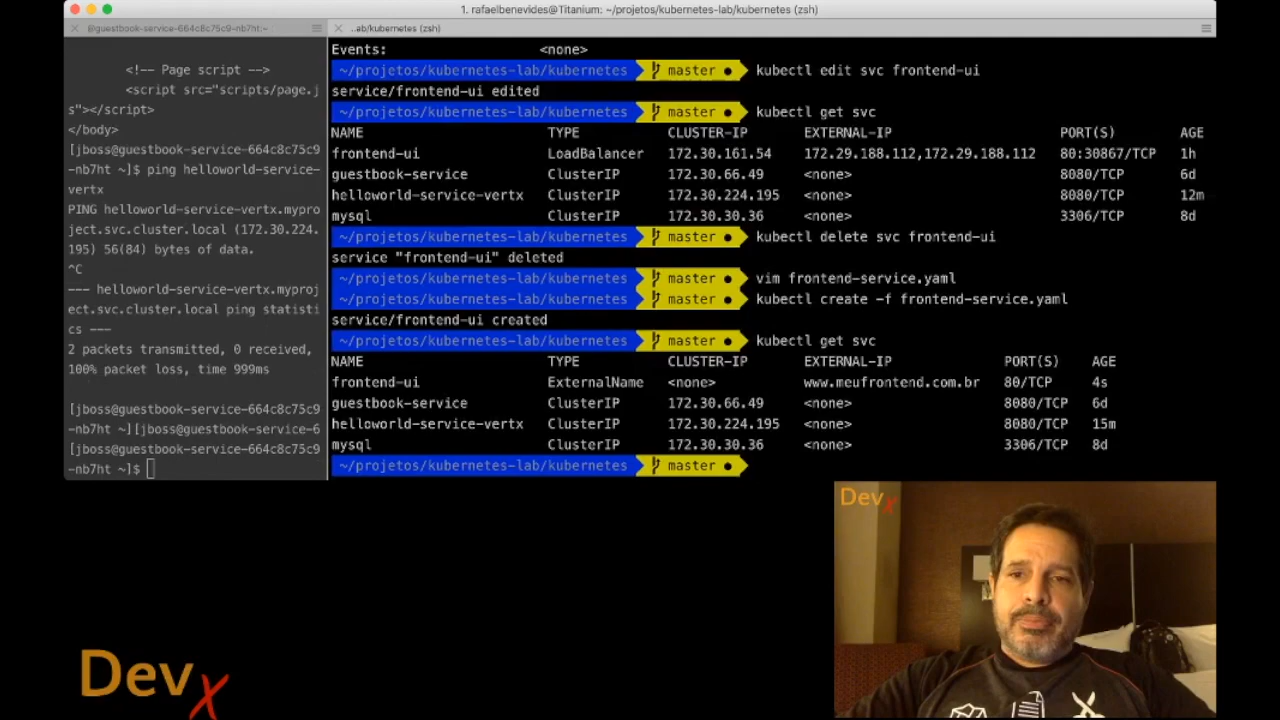 1. rafaelbenevides@Titanium: ~/projetos/kubernetes-lab/kubernetes (zsh)
@guestbook-service-664c8c75c9-nb7ht:~
..ab/kubernetes (zsh)
<!-- Page script -->
<script src="scripts/page.j
s"></script>
</body>
[jboss@guestbook-service-664c8c75c9
-nb7ht ~]$ ping helloworld-service-
vertx
PING helloworld-service-vertx.mypro
ject.svc.cluster.local (172.30.224.
195) 56(84) bytes of data.
^C
--- helloworld-service-vertx.myproj
ect.svc.cluster.local ping statisti
cs ---
2 packets transmitted, 0 received,
100% packet loss, time 999ms
[jboss@guestbook-service-664c8c75c9
-nb7ht ~][jboss@guestbook-service-6
[jboss@guestbook-service-664c8c75c9
-nb7ht ~]$
Events: <none>
~/projetos/kubernetes-lab/kubernetes master ● kubectl edit svc frontend-ui
service/frontend-ui edited
~/projetos/kubernetes-lab/kubernetes master ● kubectl get svc
NAME TYPE CLUSTER-IP EXTERNAL-IP PORT(S) AGE
frontend-ui LoadBalancer 172.30.161.54 172.29.188.112,172.29.188.112 80:30867/TCP 1h
guestbook-service ClusterIP 172.30.66.49 <none> 8080/TCP 6d
helloworld-service-vertx ClusterIP 172.30.224.195 <none> 8080/TCP 12m
mysql ClusterIP 172.30.30.36 <none> 3306/TCP 8d
~/projetos/kubernetes-lab/kubernetes master ● kubectl delete svc frontend-ui
service "frontend-ui" deleted
~/projetos/kubernetes-lab/kubernetes master ● vim frontend-service.yaml
~/projetos/kubernetes-lab/kubernetes master ● kubectl create -f frontend-service.yaml
service/frontend-ui created
~/projetos/kubernetes-lab/kubernetes master ● kubectl get svc
NAME TYPE CLUSTER-IP EXTERNAL-IP PORT(S) AGE
frontend-ui ExternalName <none> www.meufrontend.com.br 80/TCP 4s
guestbook-service ClusterIP 172.30.66.49 <none> 8080/TCP 6d
helloworld-service-vertx ClusterIP 172.30.224.195 <none> 8080/TCP 15m
mysql ClusterIP 172.30.30.36 <none> 3306/TCP 8d
~/projetos/kubernetes-lab/kubernetes master ●
DevX
DevX